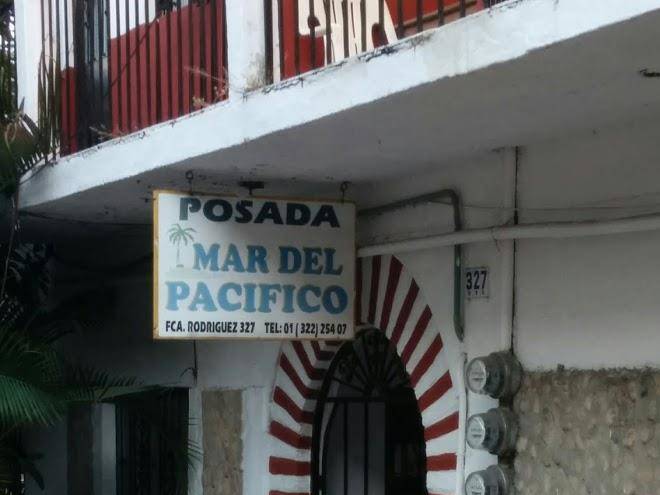 POSADA
MAR DEL
PACIFICO
FCA. RODRIGUEZ 327 TEL: 01 ( 322) 254 07
327